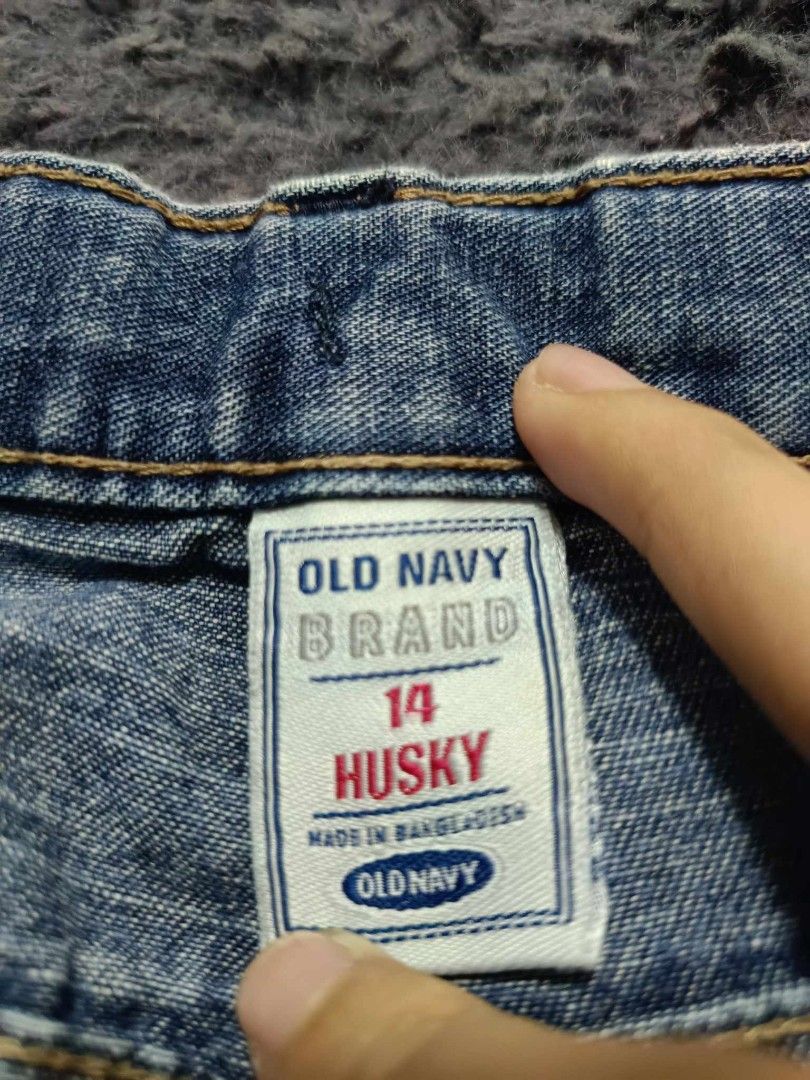 OLD NAVY
BRAND
14
HUSKY
MADE IN BANGLADESH
OLD NAVY